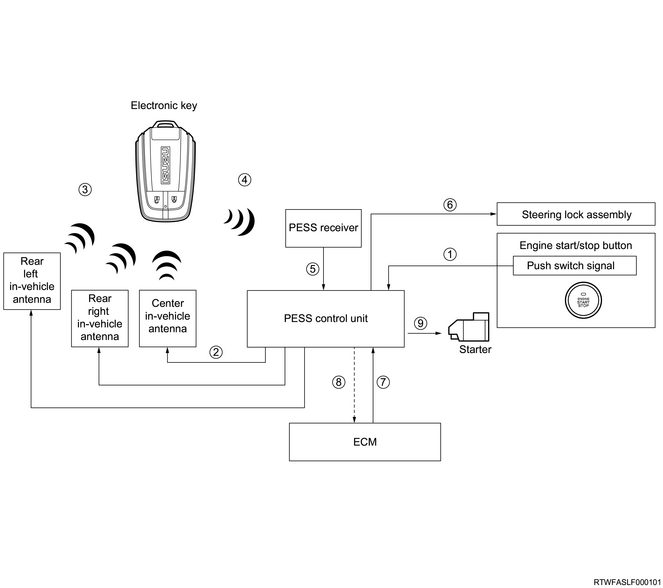 Electronic key
③
④
ISUZU
⑥
Steering lock assembly
PESS receiver
Engine start/stop button
①
Push switch signal
⑤
Rear
left
in-vehicle
antenna
Rear
right
in-vehicle
antenna
Center
in-vehicle
antenna
PESS control unit
ENGINE
START
STOP
⑨
Starter
②
⑧
⑦
ECM
RTWFASLF000101